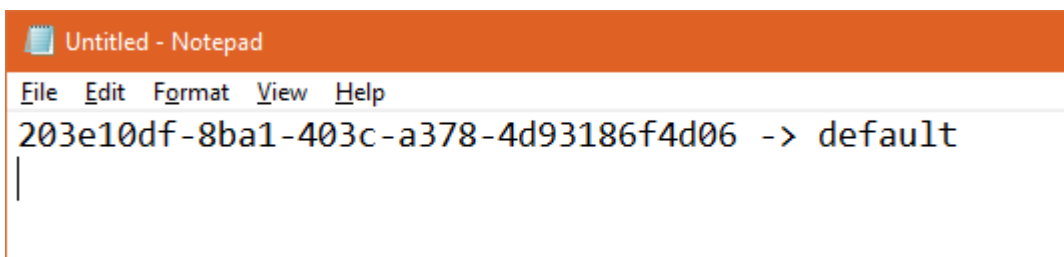 Untitled - Notepad
File Edit Format View Help
203e10df-8ba1-403c-a378-4d93186f4d06 -> default